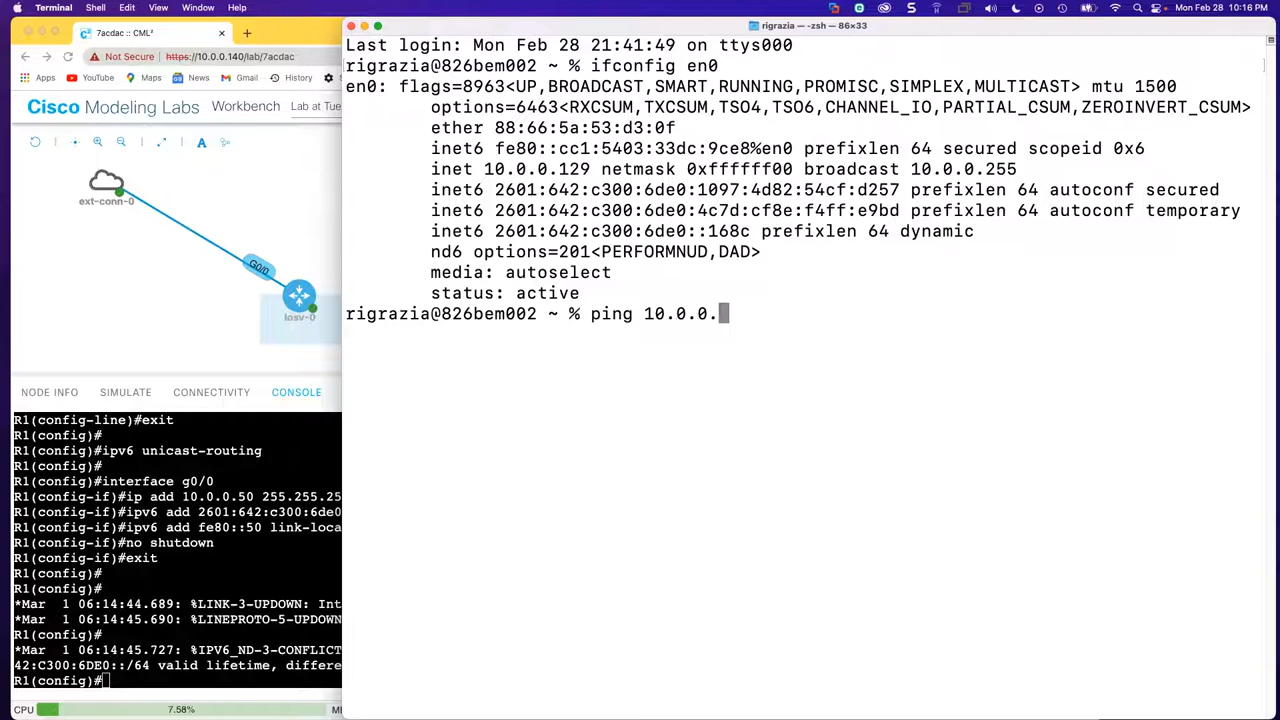 Terminal Shell Edit View Window Help Mon Feb 28 10:16 PM
7acdac :: CML²
Not Secure https://10.0.0.140/lab/7acdac
Apps YouTube Maps News Gmail History
Cisco Modeling Labs Workbench Lab at Tue
ext-conn-0
G0/0
iosv-0
NODE INFO SIMULATE CONNECTIVITY CONSOLE
R1(config-line)#exit
R1(config)#
R1(config)#ipv6 unicast-routing
R1(config)#
R1(config)#interface g0/0
R1(config-if)#ip add 10.0.0.50 255.255.25
R1(config-if)#ipv6 add 2601:642:c300:6de0
R1(config-if)#ipv6 add fe80::50 link-loca
R1(config-if)#no shutdown
R1(config-if)#exit
R1(config)#
R1(config)#
*Mar  1 06:14:44.689: %LINK-3-UPDOWN: Int
*Mar  1 06:14:45.690: %LINEPROTO-5-UPDOWN
R1(config)#
*Mar  1 06:14:45.727: %IPV6_ND-3-CONFLICT
42:C300:6DE0::/64 valid lifetime, differe
R1(config)#
CPU 7.58%
rigrazia — -zsh — 86×33
Last login: Mon Feb 28 21:41:49 on ttys000
rigrazia@826bem002 ~ % ifconfig en0
en0: flags=8963<UP,BROADCAST,SMART,RUNNING,PROMISC,SIMPLEX,MULTICAST> mtu 1500
options=6463<RXCSUM,TXCSUM,TSO4,TSO6,CHANNEL_IO,PARTIAL_CSUM,ZEROINVERT_CSUM>
ether 88:66:5a:53:d3:0f
inet6 fe80::cc1:5403:33dc:9ce8%en0 prefixlen 64 secured scopeid 0x6
inet 10.0.0.129 netmask 0xffffff00 broadcast 10.0.0.255
inet6 2601:642:c300:6de0:1097:4d82:54cf:d257 prefixlen 64 autoconf secured
inet6 2601:642:c300:6de0:4c7d:cf8e:f4ff:e9bd prefixlen 64 autoconf temporary
inet6 2601:642:c300:6de0::168c prefixlen 64 dynamic
nd6 options=201<PERFORMNUD,DAD>
media: autoselect
status: active
rigrazia@826bem002 ~ % ping 10.0.0.